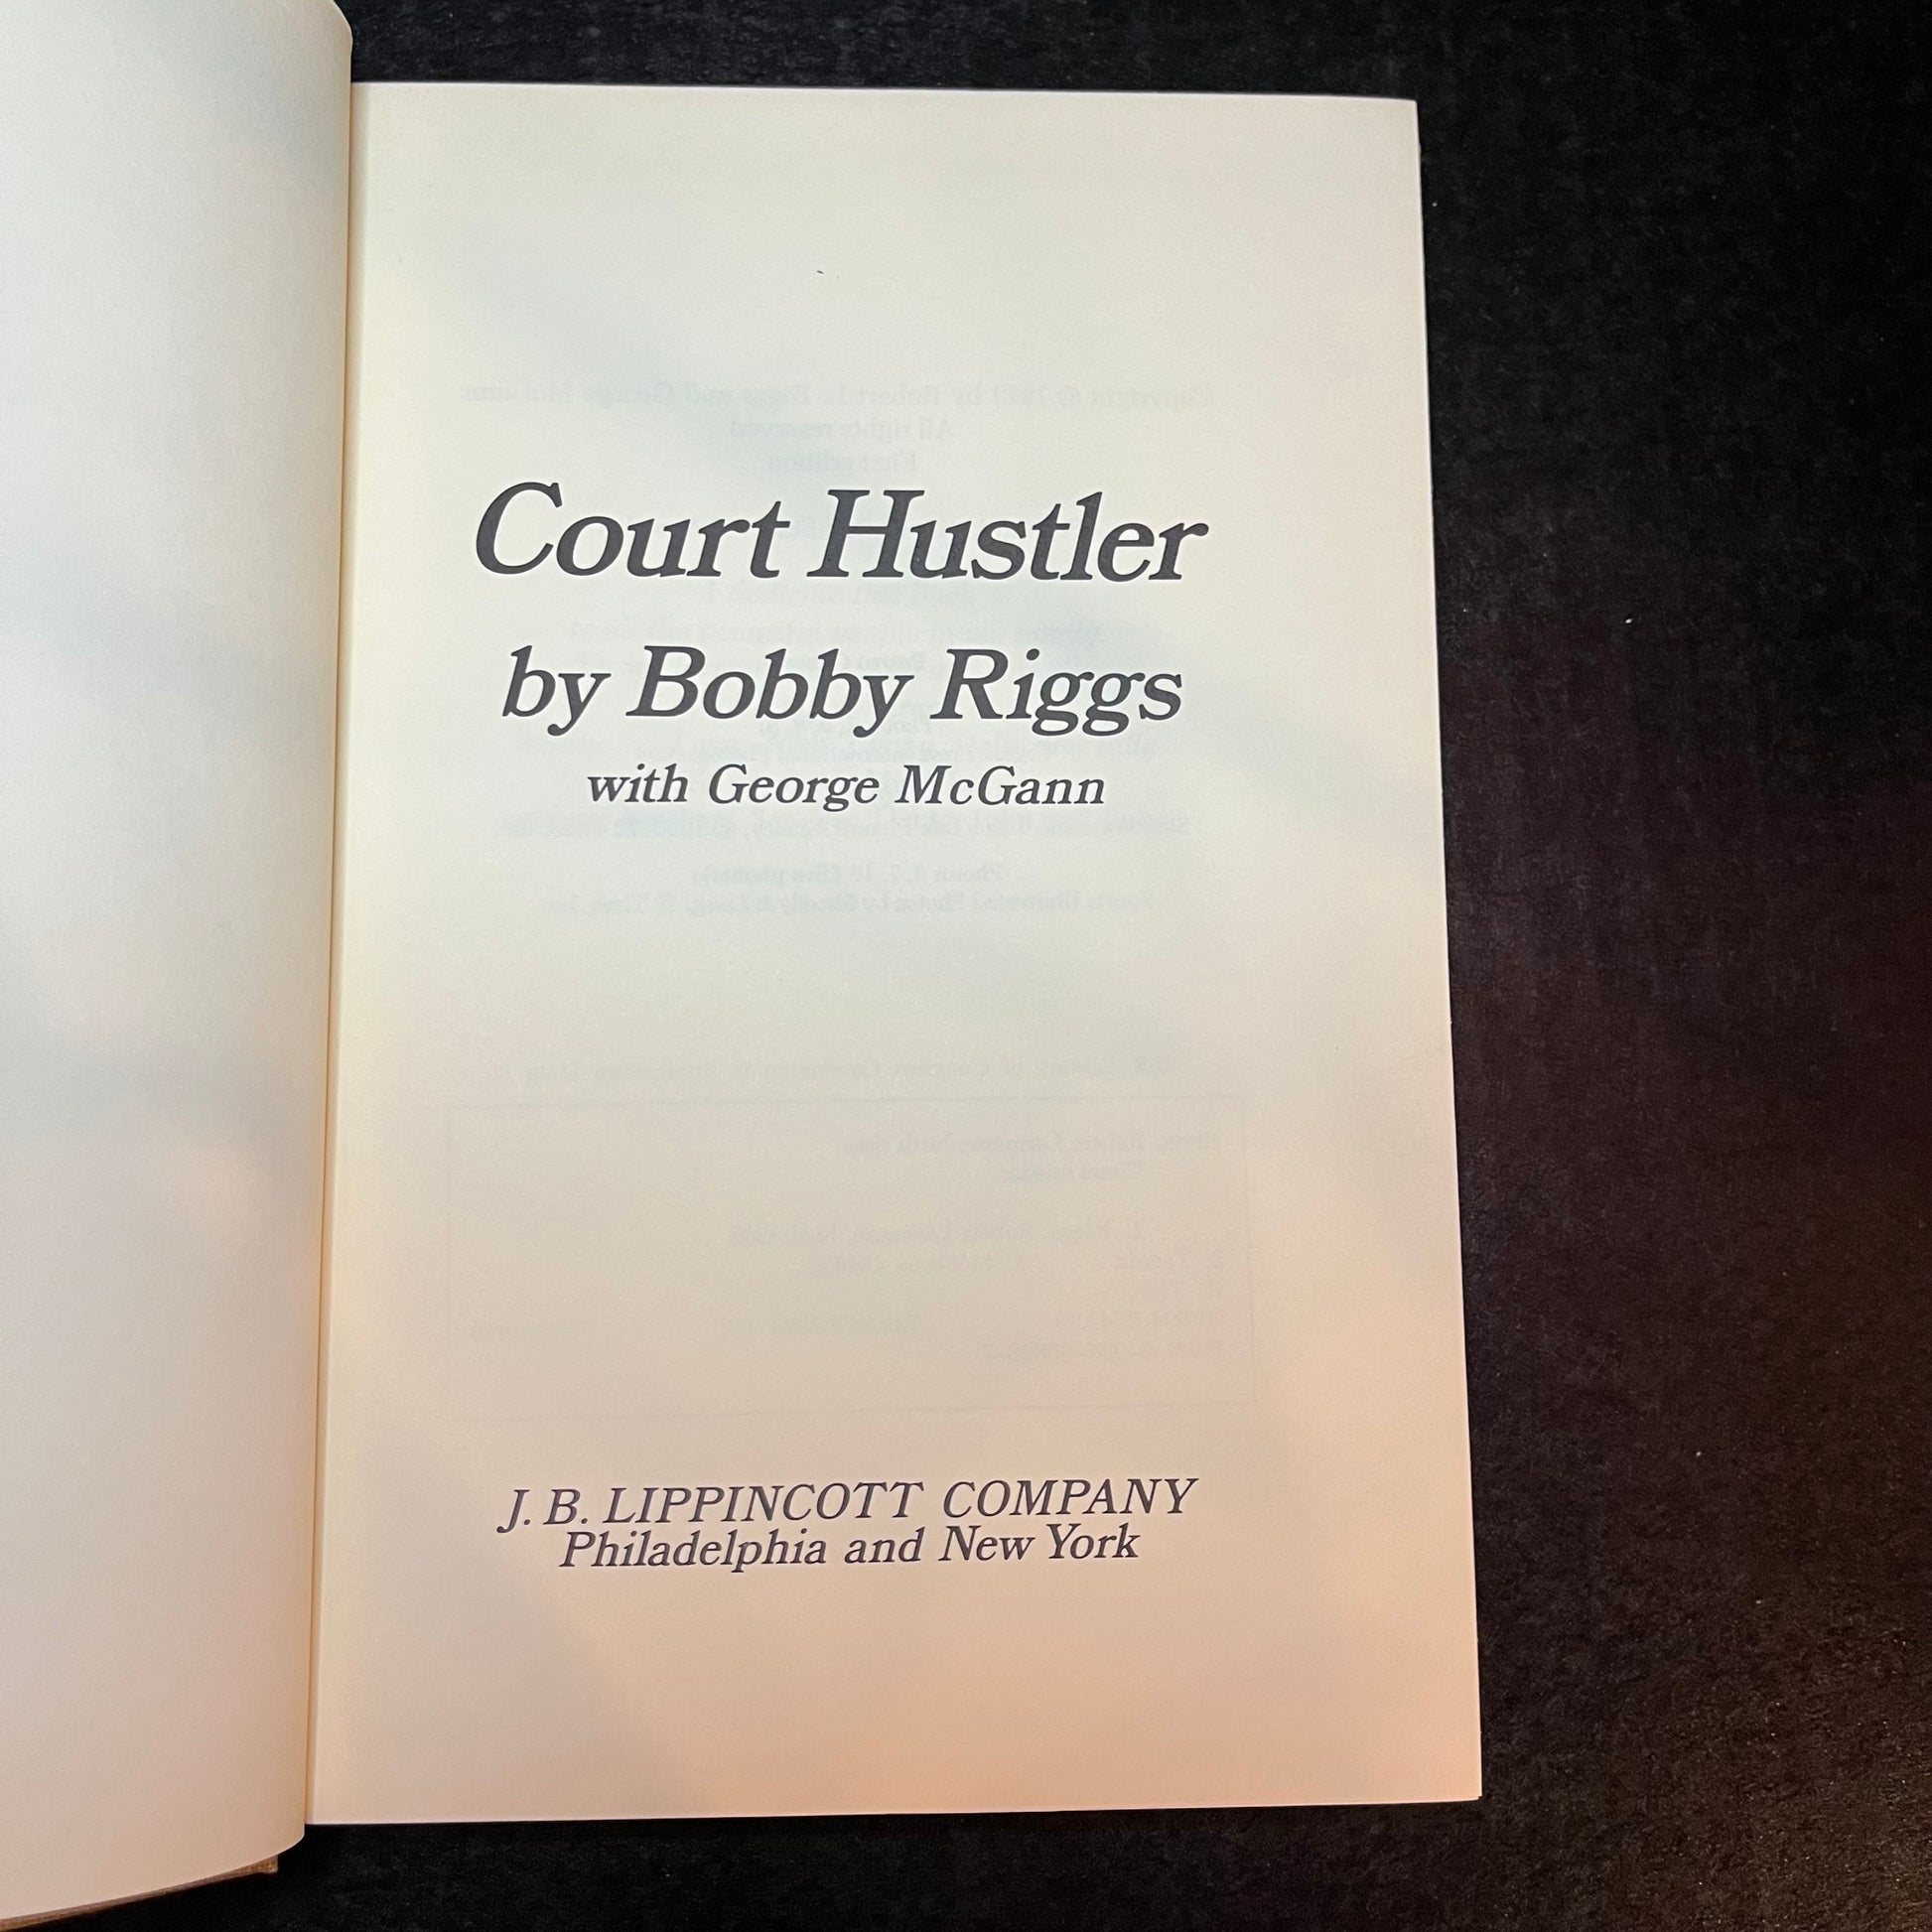 Court Hustler
by Bobby Riggs
with George McGann
J. B. LIPPINCOTT COMPANY
Philadelphia and New York